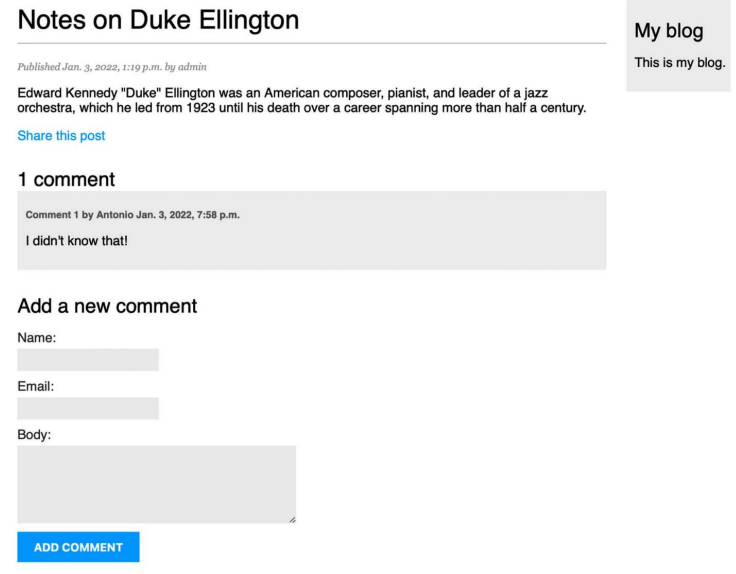 Notes on Duke Ellington
Published Jan. 3, 2022, 1:19 p.m. by admin
Edward Kennedy "Duke" Ellington was an American composer, pianist, and leader of a jazz
orchestra, which he led from 1923 until his death over a career spanning more than half a century.
Share this post
1 comment
Comment 1 by Antonio Jan. 3, 2022, 7:58 p.m.
I didn't know that!
Add a new comment
Name:
Email:
Body:
ADD COMMENT
My blog
This is my blog.